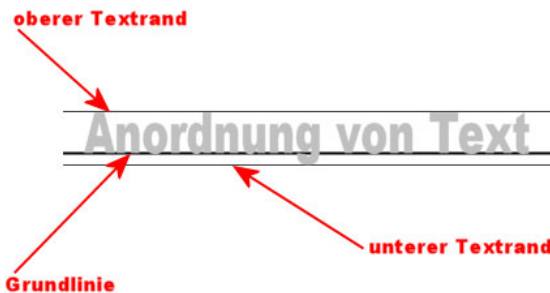 oberer Textrand
Anordnung von Text
unterer Textrand
Grundlinie